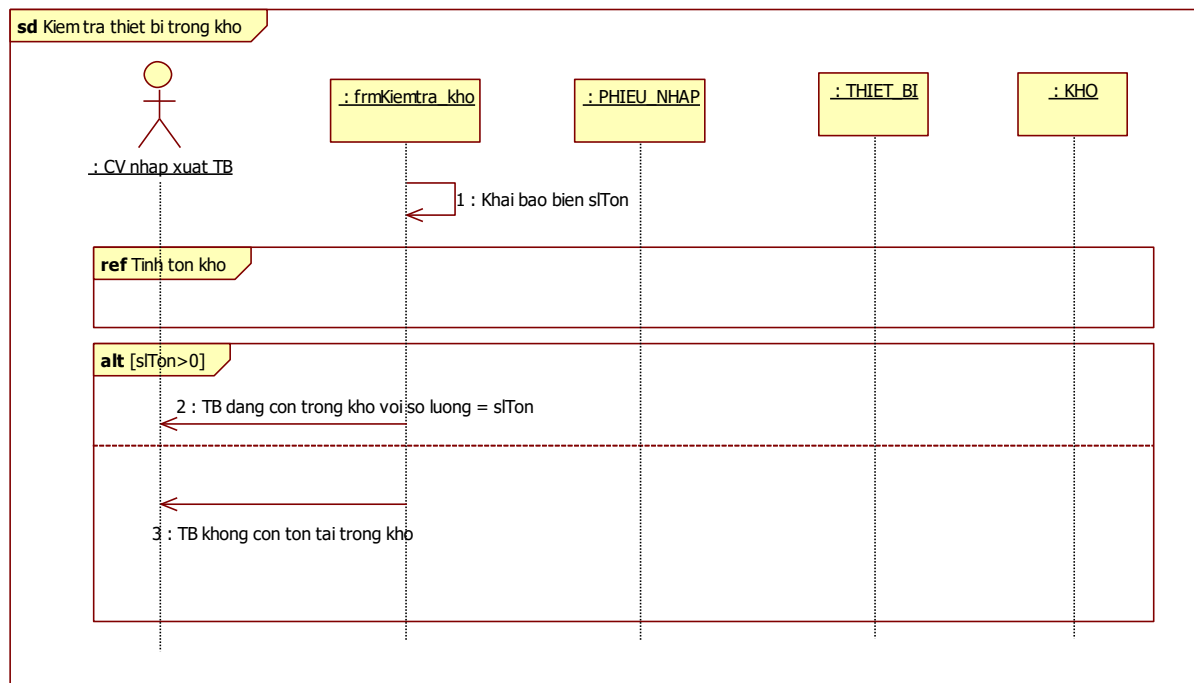 sd Kiem tra thiet bi trong kho
: CV nhap xuat TB
: frmKiemtra_kho
: PHIEU_NHAP
: THIET_BI
: KHO
1 : Khai bao bien slTon
ref Tinh ton kho
alt [slTon>0]
2 : TB dang con trong kho voi so luong = slTon
3 : TB khong con ton tai trong kho